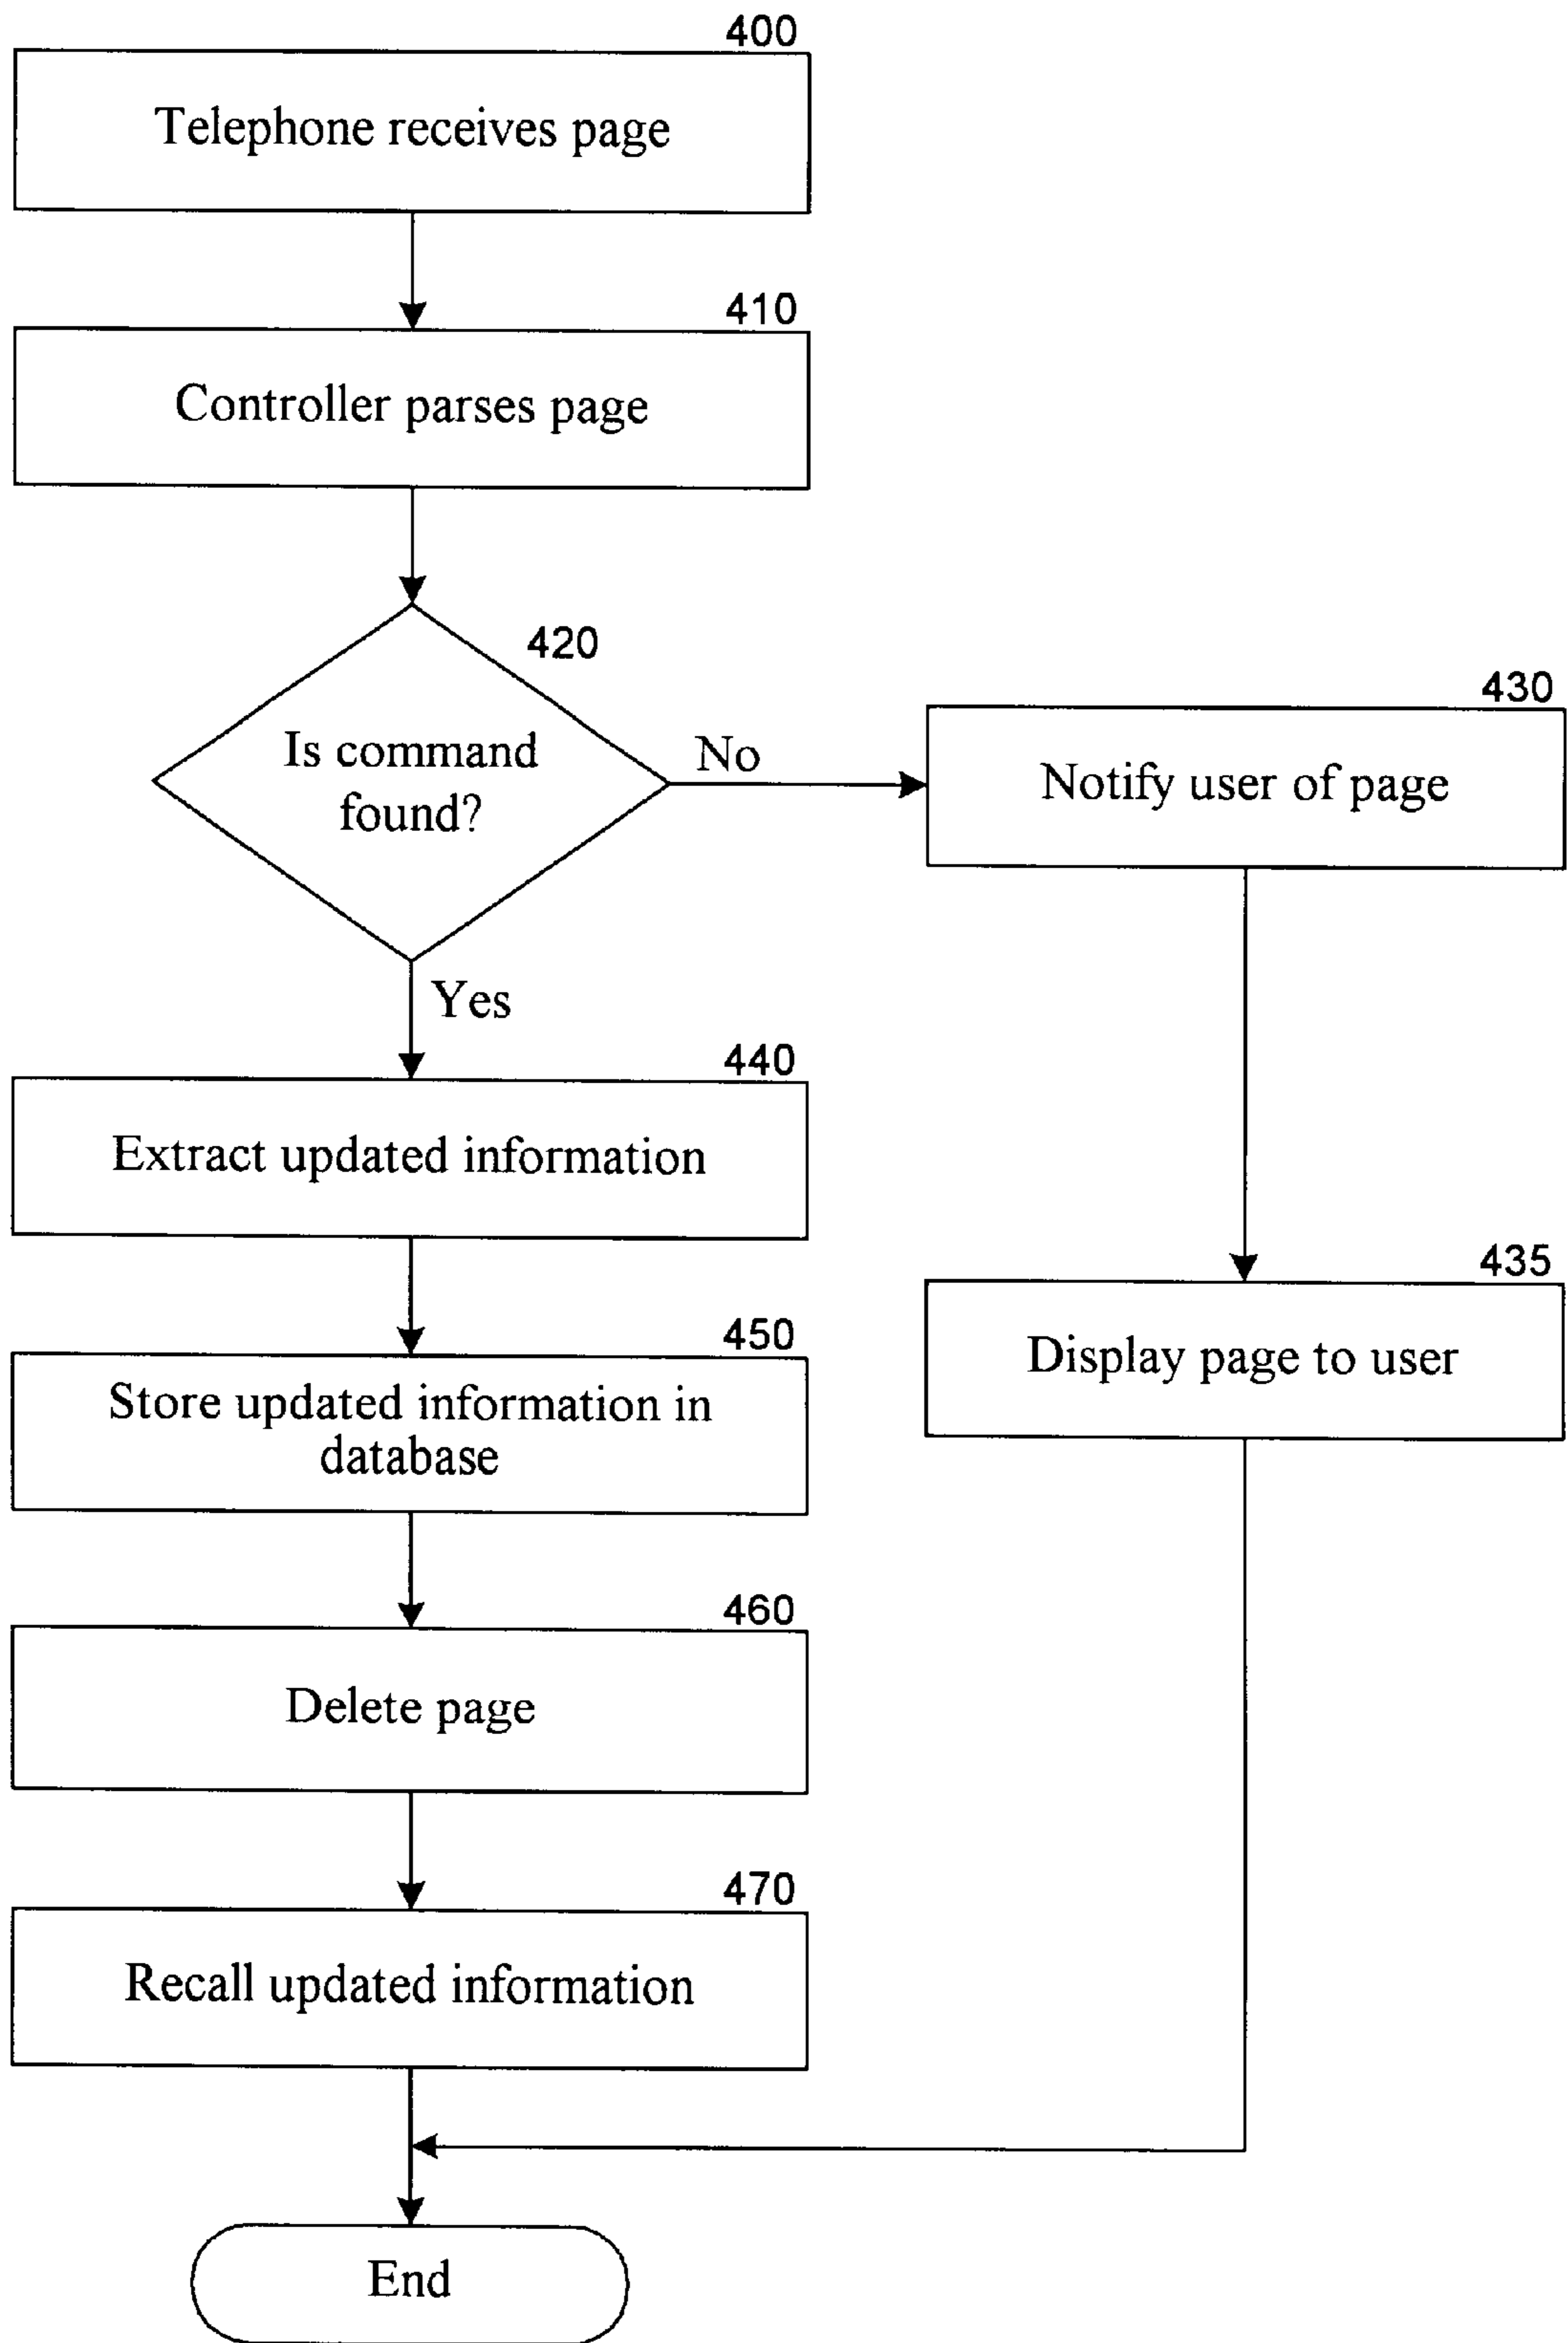 400
Telephone receives page
410
Controller parses page
420
Is command
found?
No
430
Notify user of page
Yes
440
Extract updated information
435
Display page to user
450
Store updated information in
database
460
Delete page
470
Recall updated information
End